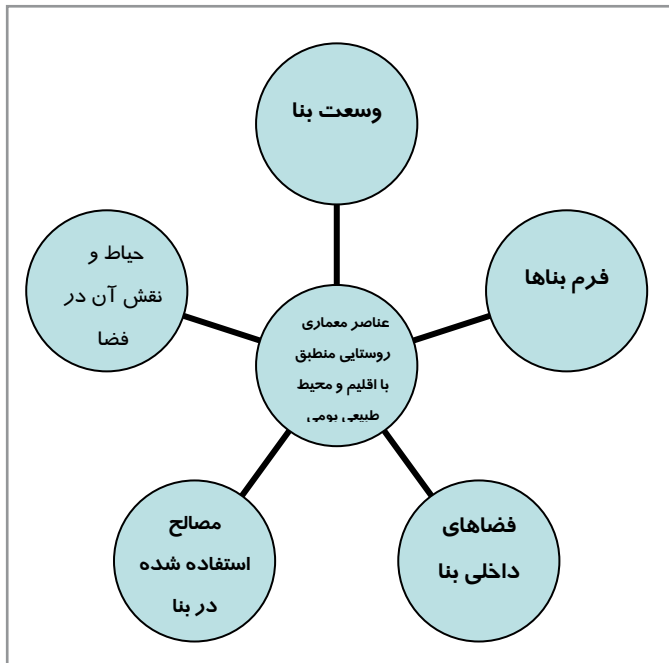 وسعت بنا
فرم بناها
حیاط و
نقش آن در
فضا
عناصر معماری
روستایی منطبق
با اقلیم و محیط
طبیعی بومی
فضاهای
داخلی بنا
مصالح
استفاده شده
در بنا